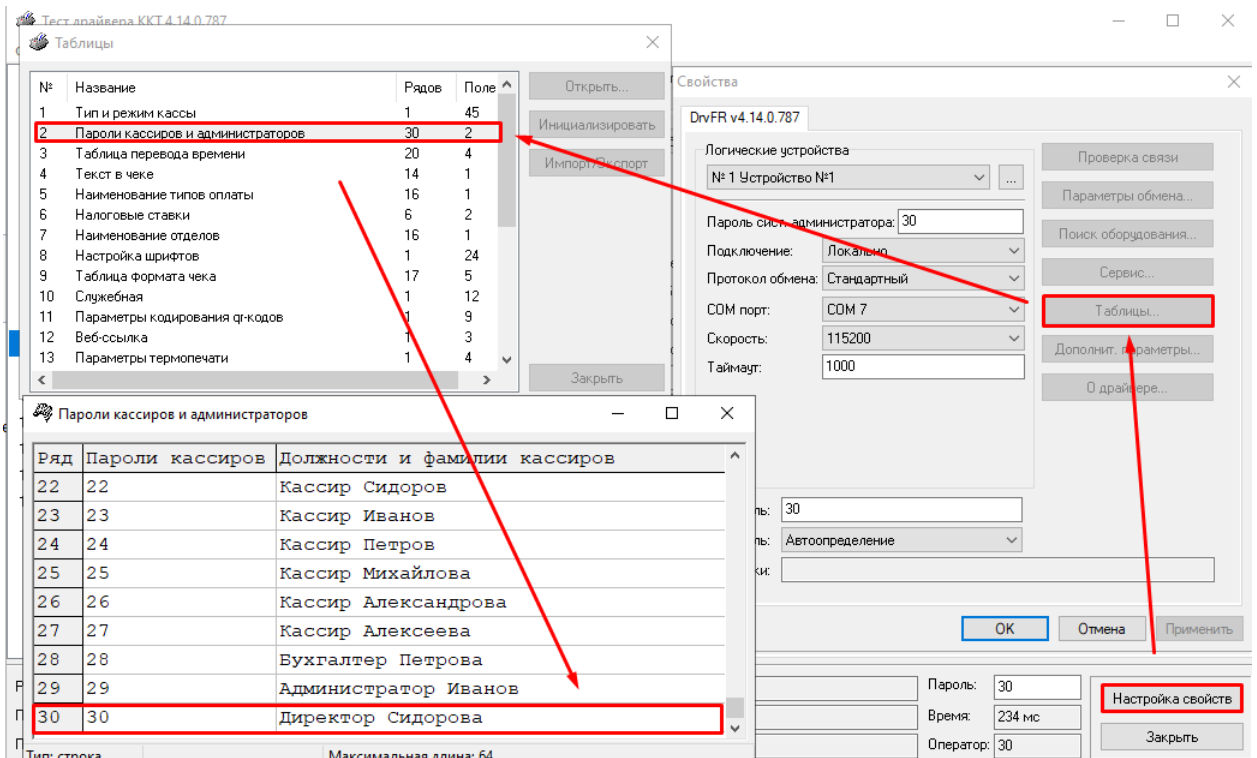 Тест драйвера ККТ 4.14.0.787
Таблицы
№ Название Рядов Поле
1 Тип и режим кассы 1 45
2 Пароли кассиров и администраторов 30 2
3 Таблица перевода времени 20 4
4 Текст в чеке 14 1
5 Наименование типов оплаты 16 1
6 Налоговые ставки 6 2
7 Наименование отделов 16 1
8 Настройка шрифтов 1 24
9 Таблица формата чека 17 5
10 Служебная 1 12
11 Параметры кодирования qr-кодов 1 9
12 Веб-ссылка 1 3
13 Параметры термопечати 1 4
Открыть...
Инициализировать
Импорт/Экспорт
Закрыть
Свойства
DrvFR v4.14.0.787
Логические устройства
№ 1 Устройство №1
...
Пароль сист. администратора: 30
Подключение: Локально
Протокол обмена: Стандартный
COM порт: COM 7
Скорость: 115200
Таймаут: 1000
Проверка связи
Параметры обмена...
Поиск оборудования...
Сервис...
Таблицы...
Дополнит. параметры...
О драйвере...
ль: 30
ль: Автоопределение
ки:
OK Отмена Применить
Пароли кассиров и администраторов
Ряд Пароли кассиров Должности и фамилии кассиров
22 22 Кассир Сидоров
23 23 Кассир Иванов
24 24 Кассир Петров
25 25 Кассир Михайлова
26 26 Кассир Александрова
27 27 Кассир Алексеева
28 28 Бухгалтер Петрова
29 29 Администратор Иванов
30 30 Директор Сидорова
Тип: строка Максимальная длина: 64
Пароль: 30
Время: 234 мс
Оператор: 30
Настройка свойств
Закрыть